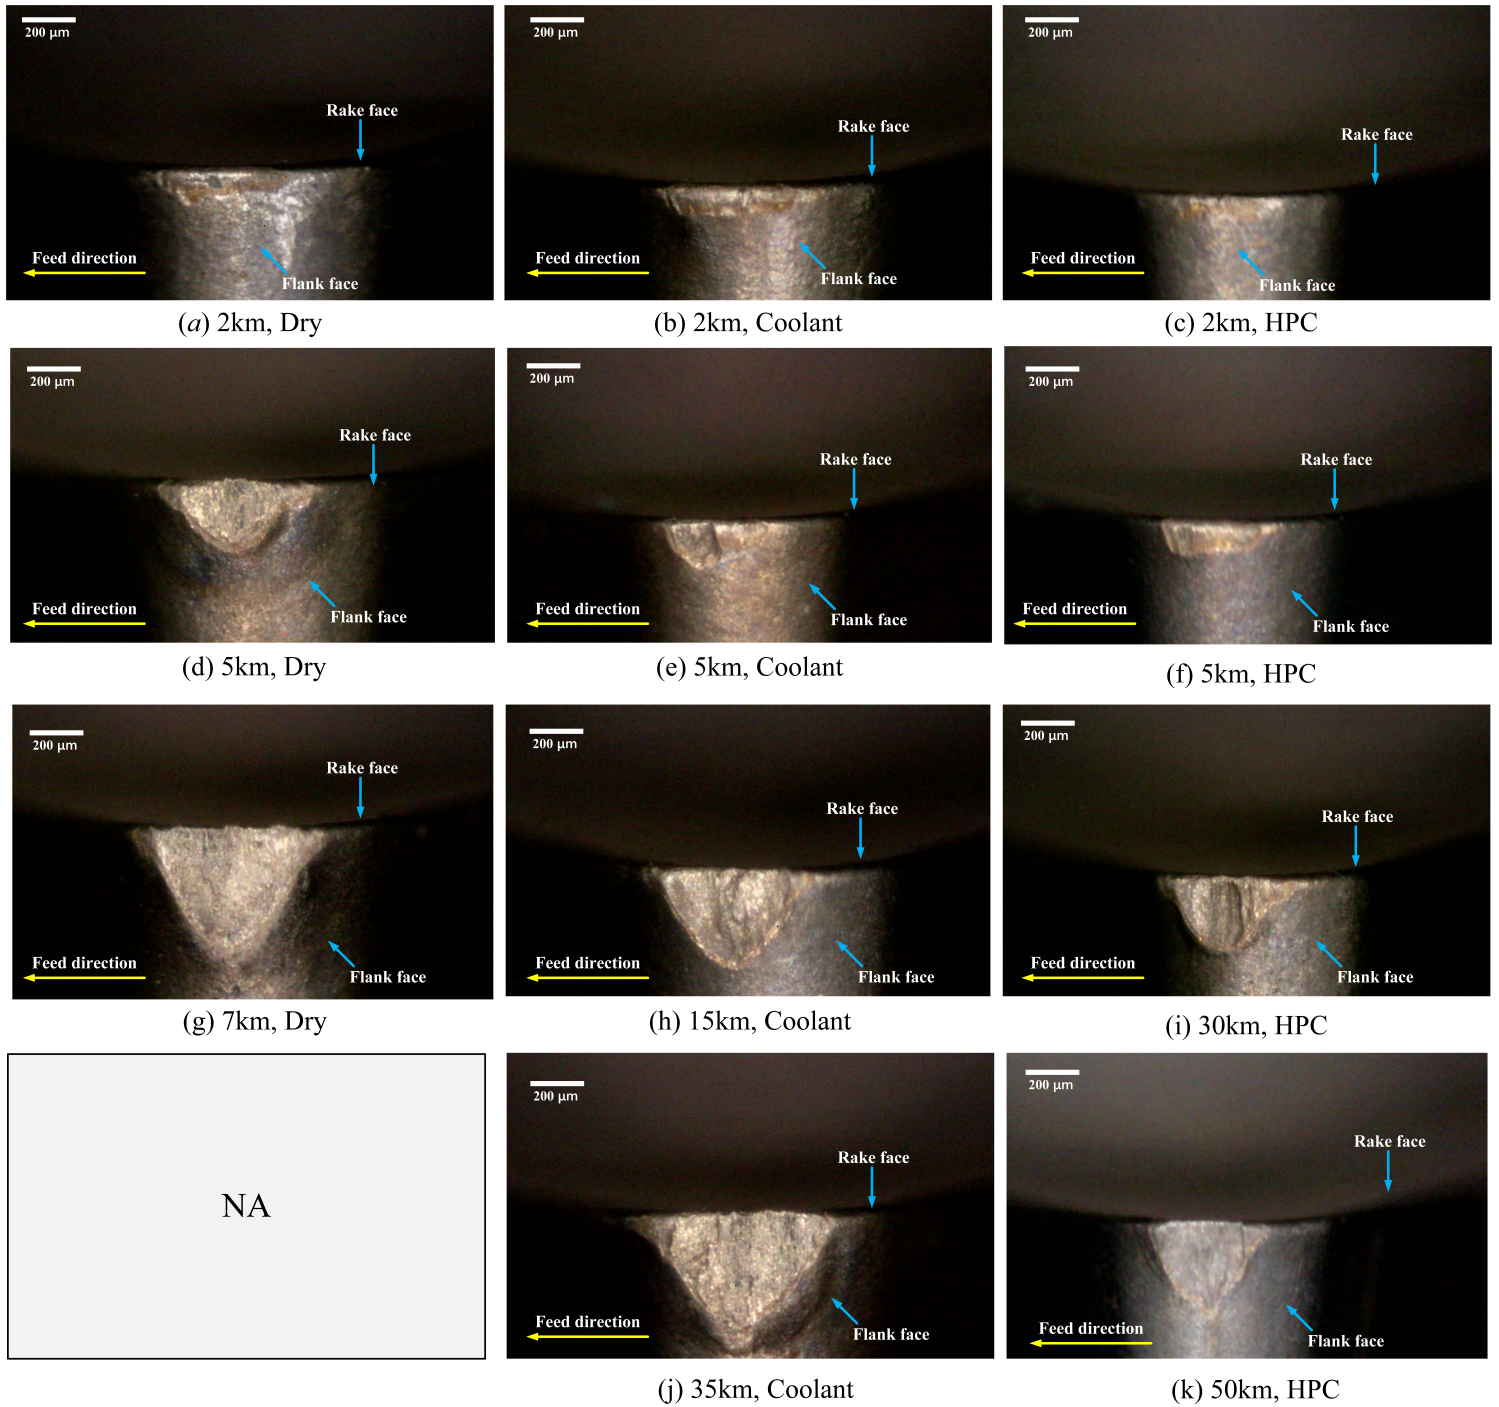 200 μm
Rake face
Feed direction
Flank face
(a) 2km, Dry
200 μm
Rake face
Feed direction
Flank face
(b) 2km, Coolant
200 μm
Rake face
Feed direction
Flank face
(c) 2km, HPC
200 μm
Rake face
Feed direction
Flank face
(d) 5km, Dry
200 μm
Rake face
Feed direction
Flank face
(e) 5km, Coolant
200 μm
Rake face
Feed direction
Flank face
(f) 5km, HPC
200 μm
Rake face
Feed direction
Flank face
(g) 7km, Dry
200 μm
Rake face
Feed direction
Flank face
(h) 15km, Coolant
200 μm
Rake face
Feed direction
Flank face
(i) 30km, HPC
NA
200 μm
Rake face
Feed direction
Flank face
(j) 35km, Coolant
200 μm
Rake face
Feed direction
Flank face
(k) 50km, HPC